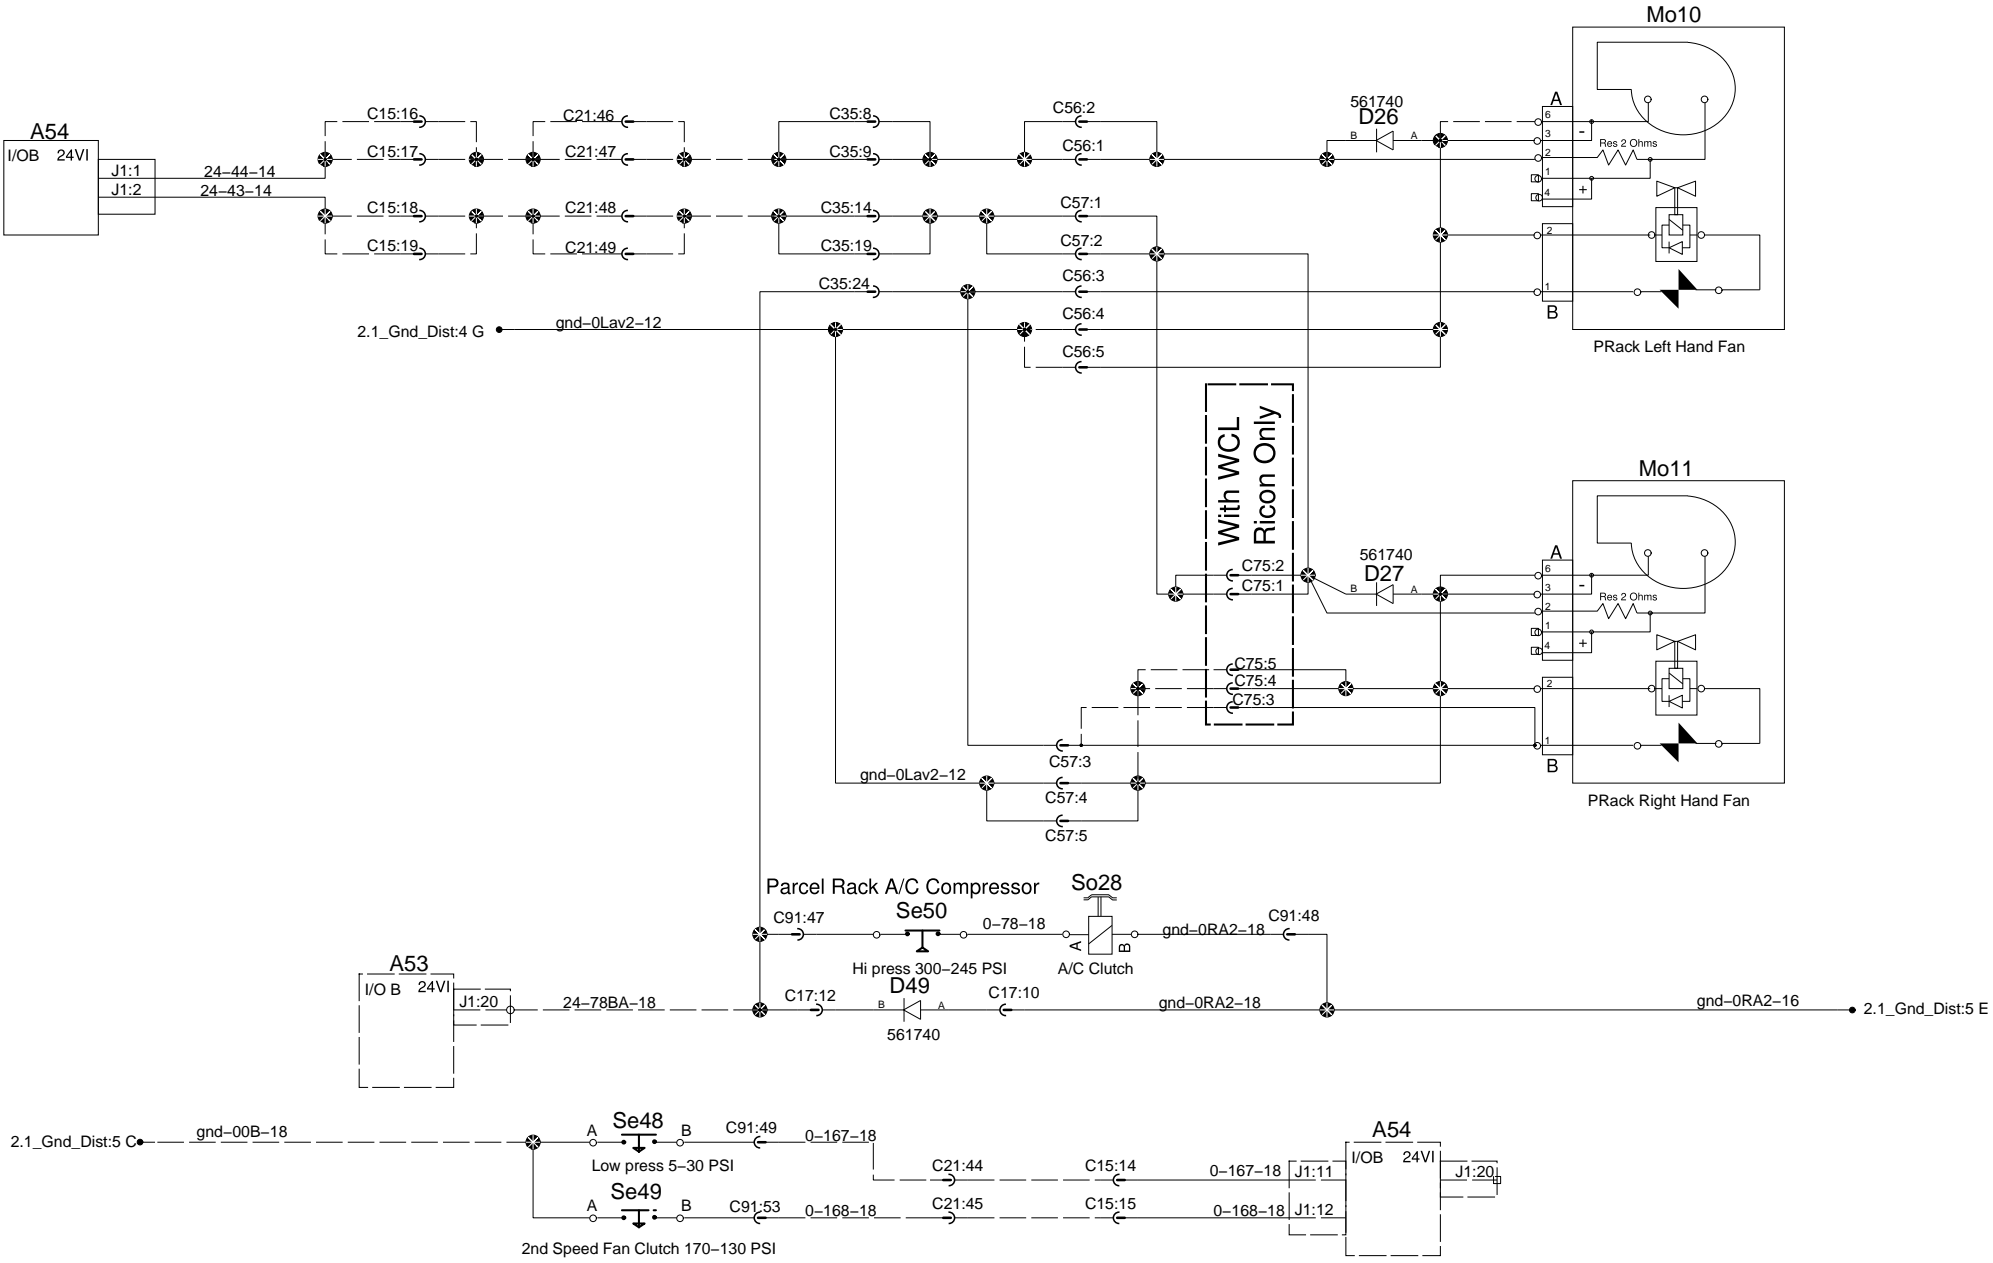 Mo10
A54
I/OB 24VI
J1:1
J1:2
24–44–14
24–43–14
C15:16
C15:17
C15:18
C15:19
C21:46
C21:47
C21:48
C21:49
C35:8
C35:9
C35:14
C35:19
C35:24
C56:2
C56:1
C57:1
C57:2
C56:3
C56:4
C56:5
561740
D26
B A
A
6
3
2
1
4
-
+
Res 2 Ohms
2
1
B
PRack Left Hand Fan
2.1_Gnd_Dist:4 G
gnd–0Lav2–12
With WCL
Ricon Only
C75:2
C75:1
C75:5
C75:4
C75:3
Mo11
561740
D27
B A
A
6
3
2
1
4
-
+
Res 2 Ohms
2
1
B
PRack Right Hand Fan
C57:3
gnd–0Lav2–12
C57:4
C57:5
Parcel Rack A/C Compressor
C91:47
Se50
Hi press 300–245 PSI
0–78–18
So28
A B
A/C Clutch
gnd–0RA2–18
C91:48
A53
I/O B 24VI
J1:20
24–78BA–18
C17:12
D49
B A
561740
C17:10
gnd–0RA2–18
gnd–0RA2–16
2.1_Gnd_Dist:5 E
2.1_Gnd_Dist:5 C
gnd–00B–18
Se48
A B
Low press 5–30 PSI
C91:49
0–167–18
C21:44
C15:14
0–167–18
Se49
A B
2nd Speed Fan Clutch 170–130 PSI
C91:53
0–168–18
C21:45
C15:15
0–168–18
A54
I/OB 24VI
J1:11
J1:12
J1:20